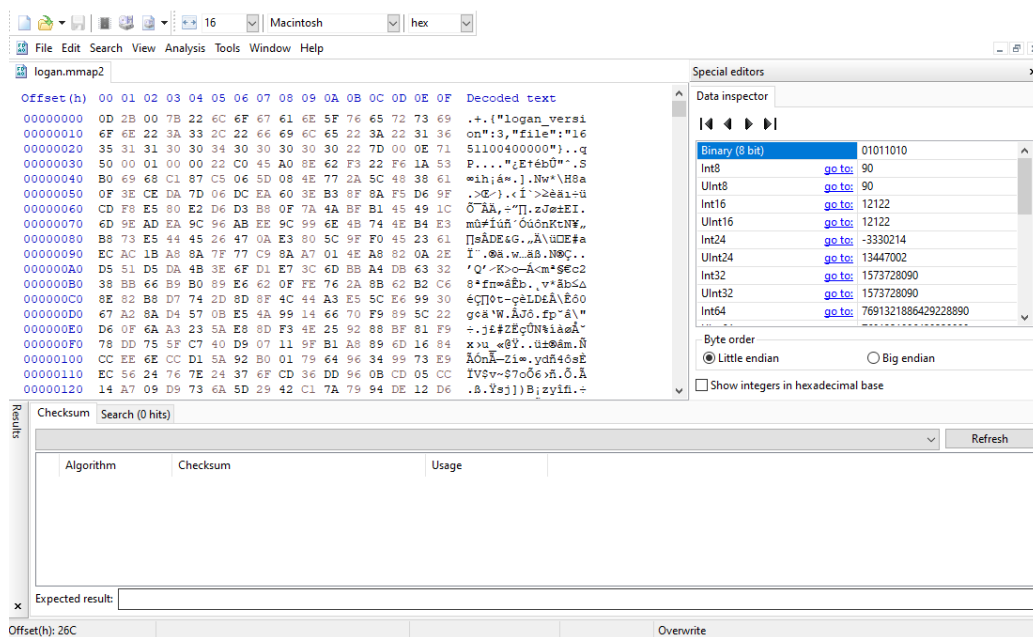 16 Macintosh hex
File Edit Search View Analysis Tools Window Help
logan.mmap2
Special editors
Offset(h) 00 01 02 03 04 05 06 07 08 09 0A 0B 0C 0D 0E 0F Decoded text
Data inspector
00000000 0D 2B 00 7B 22 6C 6F 67 61 6E 5F 76 65 72 73 69 .+.{"logan_versi
00000010 6F 6E 22 3A 33 2C 22 66 69 6C 65 22 3A 22 31 36 on":3,"file":"16
00000020 35 31 31 30 30 34 30 30 30 30 30 22 7D 00 0E 71 51100400000"}..q
00000030 50 00 01 00 00 22 C0 45 A0 8E 62 F3 22 F6 1A 53
00000040 B0 69 68 C1 87 C5 06 5D 08 4E 77 2A 5C 48 38 61
00000050 0F 3E CE DA 7D 06 DC EA 60 3E B3 8F 8A F5 D6 9F
00000060 CD F8 E5 80 E2 D6 D3 B8 0F 7A 4A BF B1 45 49 1C
00000070 6D 9E AD EA 9C 96 AB EE 9C 99 6E 4B 74 4E B4 E3
00000080 B8 73 E5 44 45 26 47 0A E3 80 5C 9F F0 45 23 61
00000090 EC AC 1B A8 8A 7F 77 C9 8A A7 01 4E A8 82 0A 2E
000000A0 D5 51 D5 DA 4B 3E 6F D1 E7 3C 6D BB A4 DB 63 32
000000B0 38 BB 66 B9 B0 89 E6 62 0F FE 76 2A 8B 62 B2 C6
000000C0 8E 82 B8 D7 74 2D 8D 8F 4C 44 A3 E5 5C E6 99 30
000000D0 67 A2 8A D4 57 0B E5 4A 99 14 66 70 F9 89 5C 22
000000E0 D6 0F 6A A3 23 5A E8 8D F3 4E 25 92 88 BF 81 F9
000000F0 78 DD 75 5F C7 40 D9 07 11 9F B1 A8 89 6D 16 84
00000100 CC EE 6E CC D1 5A 92 B0 01 79 64 96 34 99 73 E9
00000110 EC 56 24 76 7E 24 37 6F CD 36 DD 96 0B CD 05 CC
00000120 14 A7 09 D9 73 6A 5D 29 42 C1 7A 79 94 DE 12 D6
Binary (8 bit) 01011010
Int8 go to: 90
UInt8 go to: 90
Int16 go to: 12122
UInt16 go to: 12122
Int24 go to: -3330214
UInt24 go to: 13447002
Int32 go to: 1573728090
UInt32 go to: 1573728090
Int64 go to: 7691321886429228890
Byte order
Little endian Big endian
Show integers in hexadecimal base
Results
Checksum Search (0 hits)
Refresh
Algorithm Checksum Usage
Expected result:
Offset(h): 26C Overwrite